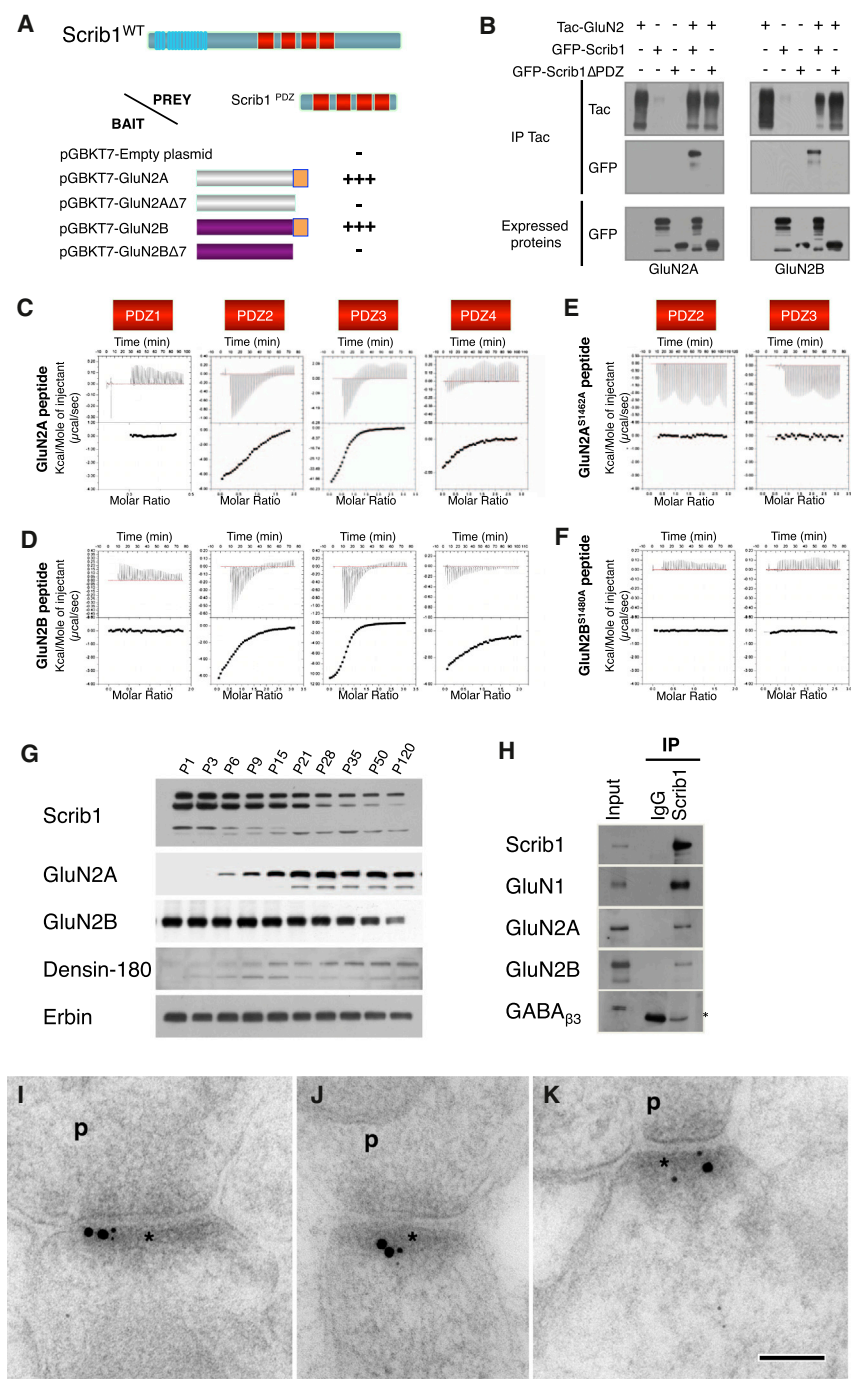 A
Scrib1WT
PREY
BAIT
Scrib1 PDZ
pGBKT7-Empty plasmid -
pGBKT7-GluN2A +++
pGBKT7-GluN2AΔ7 -
pGBKT7-GluN2B +++
pGBKT7-GluN2BΔ7 -
B
Tac-GluN2 + - - + + + - - + +
GFP-Scrib1 - + - + - - + - + -
GFP-Scrib1ΔPDZ - - + - + - - + - +
IP Tac
Tac
GFP
Expressed proteins
GFP
GluN2A
GluN2B
C
PDZ1 PDZ2 PDZ3 PDZ4
Time (min) Time (min) Time (min) Time (min)
GluN2A peptide
Kcal/Mole of injectant
(µcal/sec)
Molar Ratio Molar Ratio Molar Ratio Molar Ratio
D
Time (min) Time (min) Time (min) Time (min)
GluN2B peptide
Kcal/Mole of injectant
(µcal/sec)
Molar Ratio Molar Ratio Molar Ratio Molar Ratio
E
PDZ2 PDZ3
Time (min) Time (min)
GluN2AS1462A peptide
Kcal/Mole of injectant
(µcal/sec)
Molar Ratio Molar Ratio
F
Time (min) Time (min)
GluN2BS1480A peptide
Kcal/Mole of injectant
(µcal/sec)
Molar Ratio Molar Ratio
G
P1 P3 P6 P9 P15 P21 P28 P35 P50 P120
Scrib1
GluN2A
GluN2B
Densin-180
Erbin
H
IP
Input IgG Scrib1
Scrib1
GluN1
GluN2A
GluN2B
GABAβ3 *
I
p
*
J
p
*
K
p
*